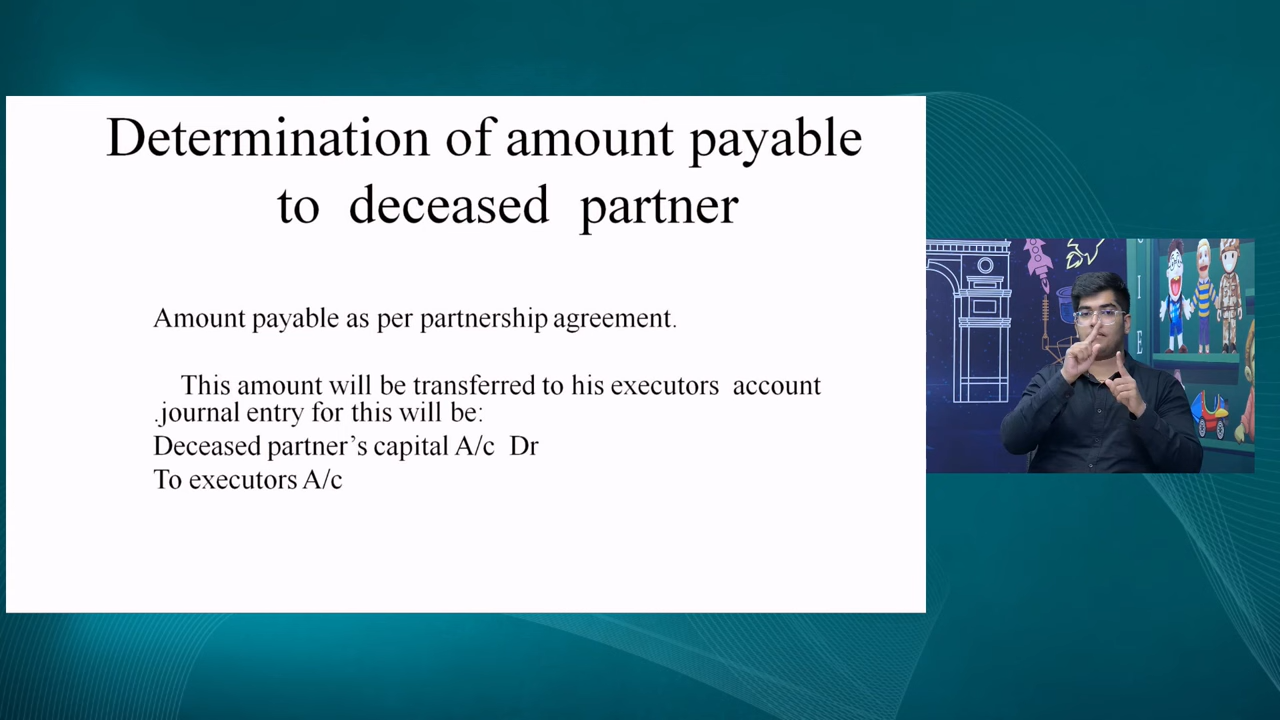 Determination of amount payable
to deceased partner
Amount payable as per partnership agreement.
This amount will be transferred to his executors account
.journal entry for this will be:
Deceased partner's capital A/c Dr
To executors A/c
I
E